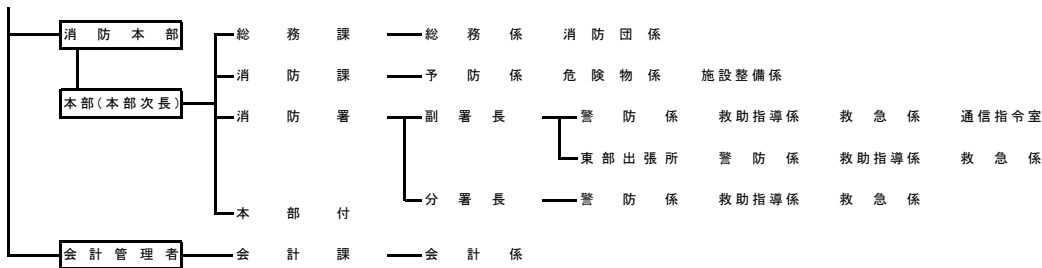 消防本部 総務課 総務係 消防団係
消防課 予防係 危険物係 施設整備係
本部(本部次長)
消防署 副署長 警防係 救助指導係 救急係 通信指令室
東部出張所 警防係 救助指導係 救急係
分署長 警防係 救助指導係 救急係
本部付
会計管理者 会計課 会計係